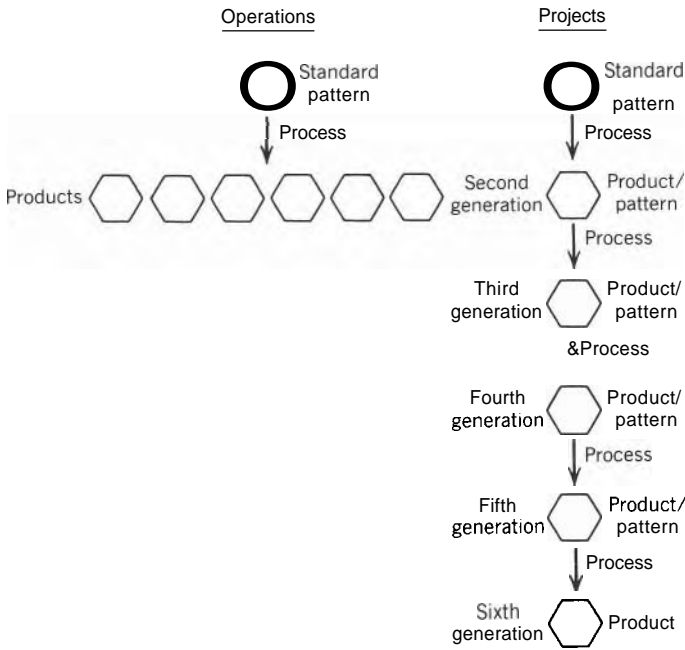 Operations
Projects
Standard
pattern
Standard
pattern
Process
Process
Products
Second
generation
Product/
pattern
Process
Third
generation
Product/
pattern
&Process
Fourth
generation
Product/
pattern
Process
Fifth
generation
Product/
pattern
Process
Sixth
generation
Product